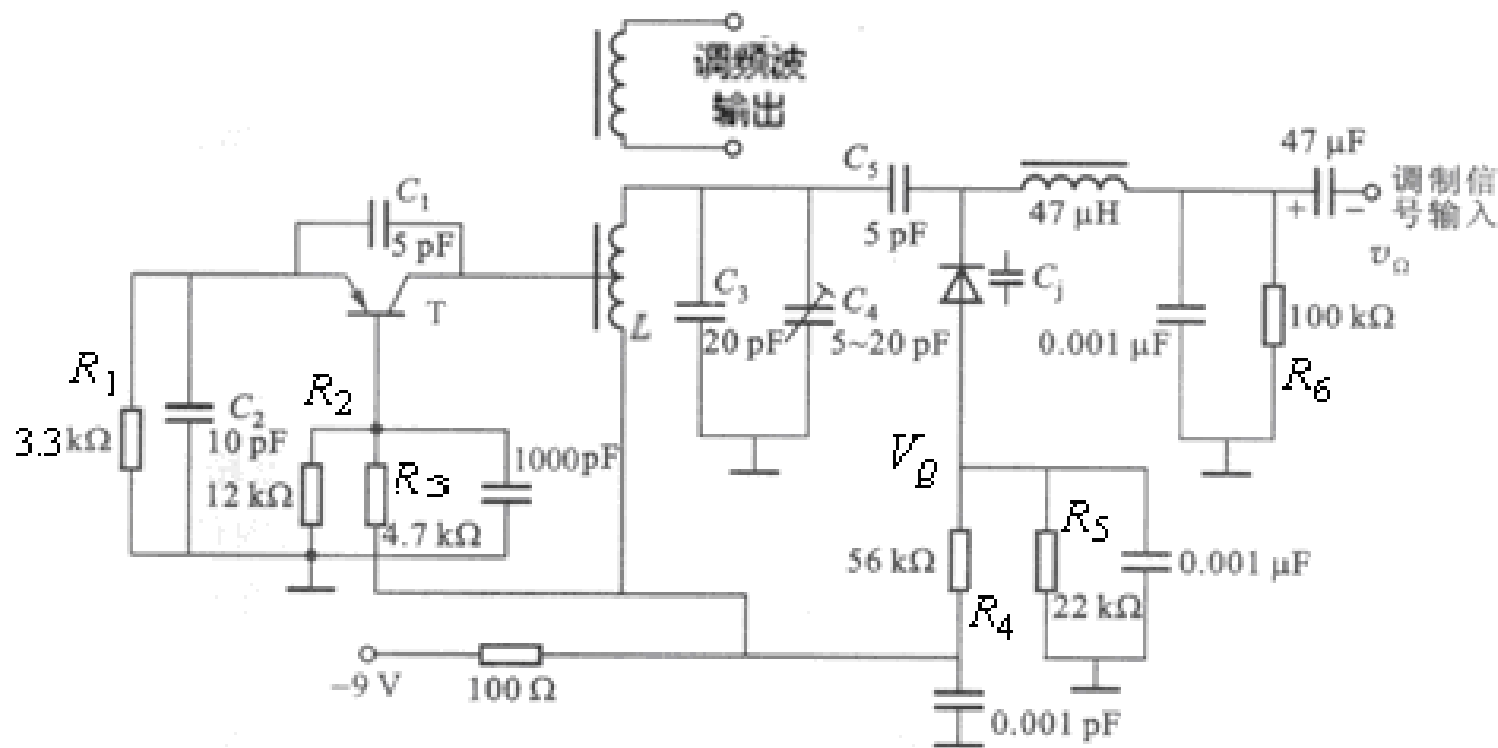 调频波
输出
C5
5 pF
47 μH
47 μF
+ −
调制信
号输入
vΩ
C1
5 pF
T
L
C3
20 pF
C4
5~20 pF
Cj
0.001 μF
100 kΩ
R6
R1
3.3kΩ
C2
10 pF
R2
12 kΩ
R3
4.7 kΩ
1000pF
VQ
56 kΩ
R4
R5
22 kΩ
0.001 μF
−9 V
100 Ω
0.001 pF